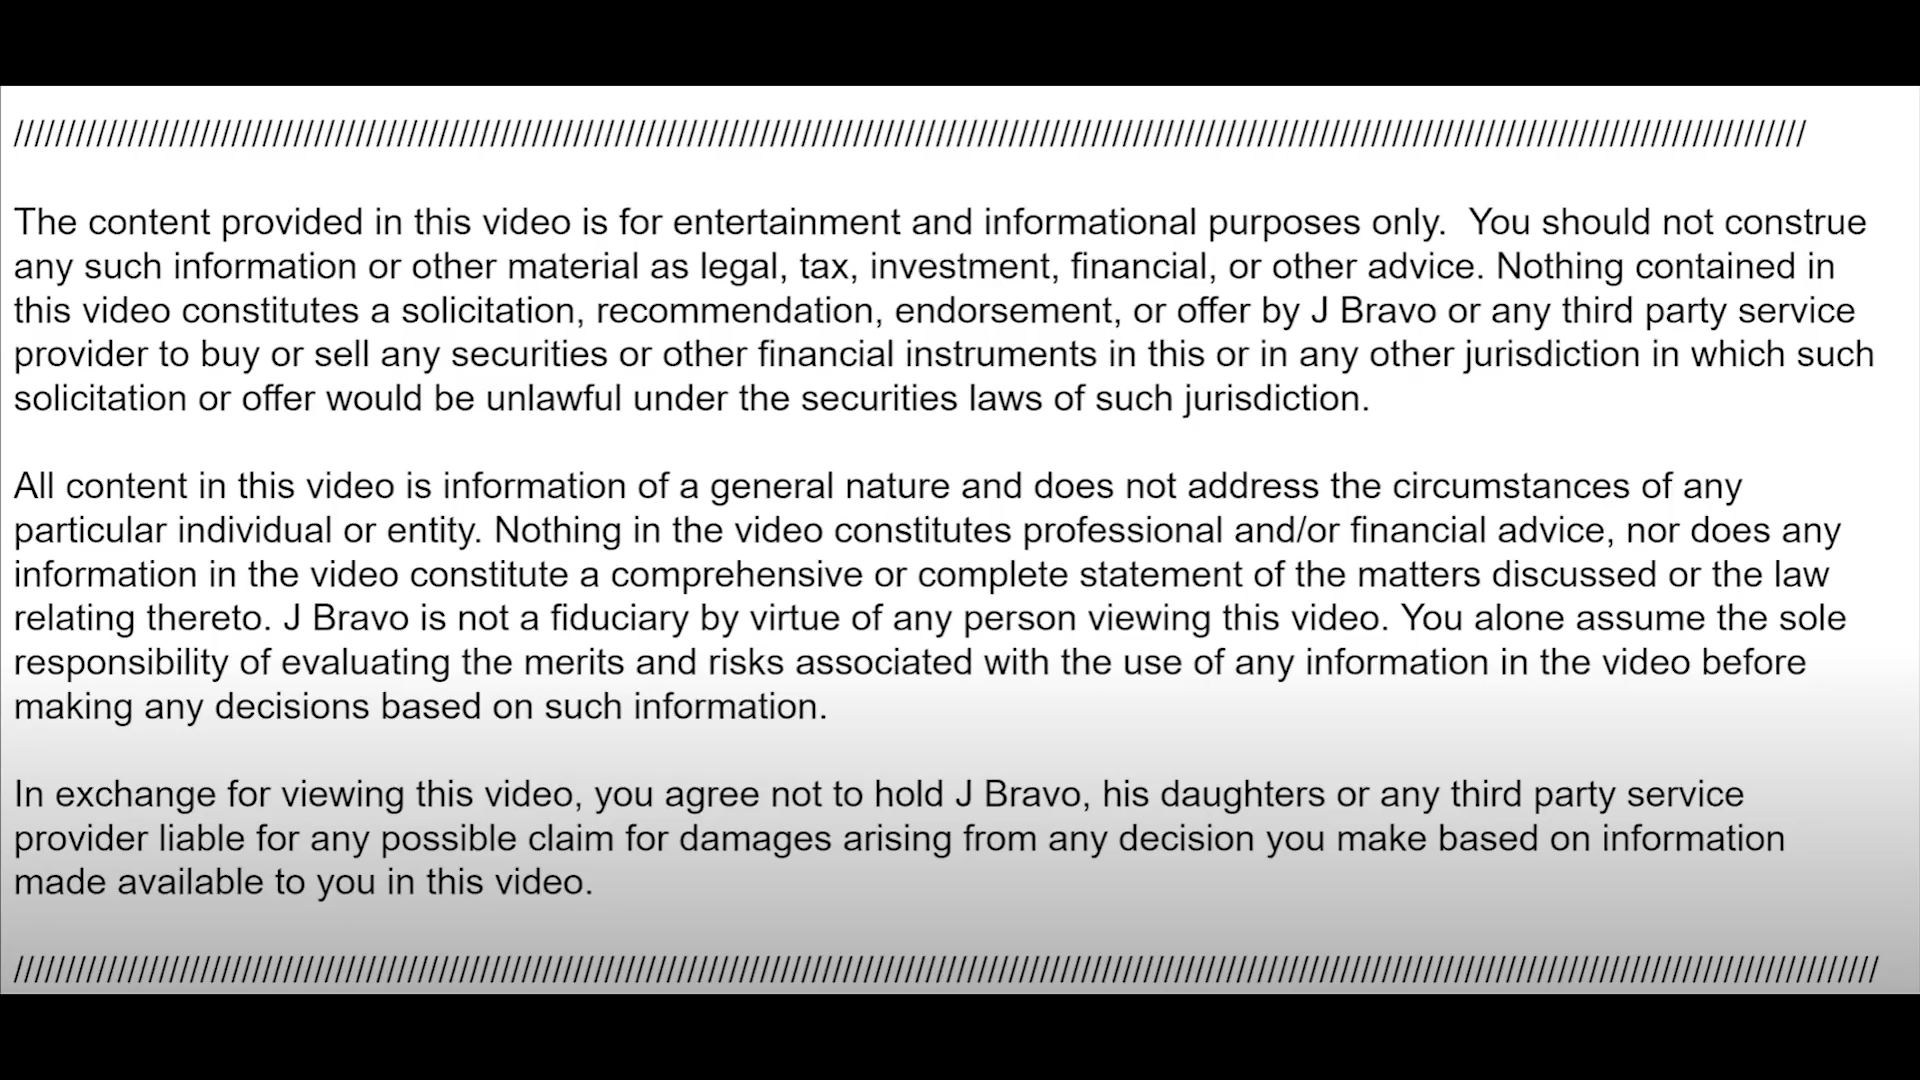 ////////////////////////////////////////////////////////////////////////////////////////////////////////////////////////////////////////////////////////////////////////////////
The content provided in this video is for entertainment and informational purposes only.  You should not construe
any such information or other material as legal, tax, investment, financial, or other advice. Nothing contained in
this video constitutes a solicitation, recommendation, endorsement, or offer by J Bravo or any third party service
provider to buy or sell any securities or other financial instruments in this or in any other jurisdiction in which such
solicitation or offer would be unlawful under the securities laws of such jurisdiction.
All content in this video is information of a general nature and does not address the circumstances of any
particular individual or entity. Nothing in the video constitutes professional and/or financial advice, nor does any
information in the video constitute a comprehensive or complete statement of the matters discussed or the law
relating thereto. J Bravo is not a fiduciary by virtue of any person viewing this video. You alone assume the sole
responsibility of evaluating the merits and risks associated with the use of any information in the video before
making any decisions based on such information.
In exchange for viewing this video, you agree not to hold J Bravo, his daughters or any third party service
provider liable for any possible claim for damages arising from any decision you make based on information
made available to you in this video.
///////////////////////////////////////////////////////////////////////////////////////////////////////////////////////////////////////////////////////////////////////////////////////